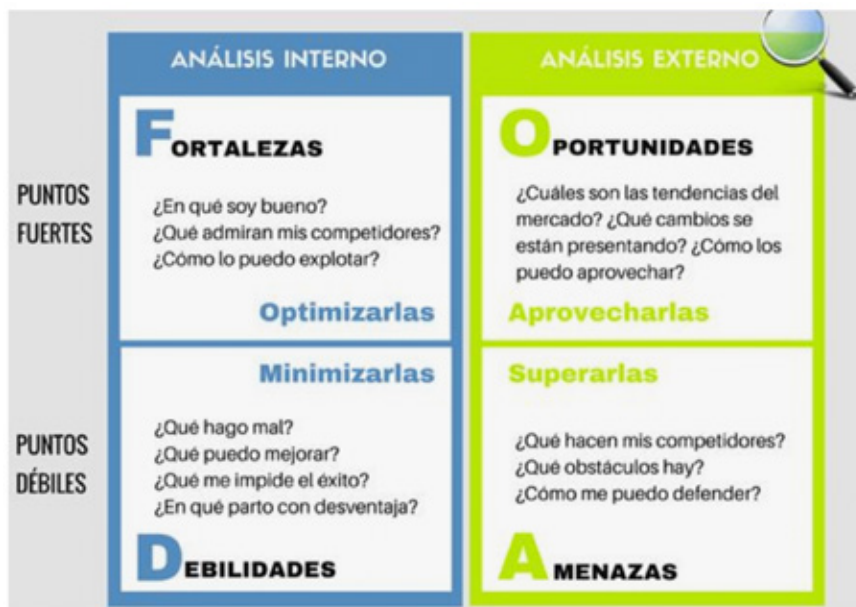 ANÁLISIS INTERNO
ANÁLISIS EXTERNO
PUNTOS
FUERTES
FORTALEZAS
¿En qué soy bueno?
¿Qué admiran mis competidores?
¿Cómo lo puedo explotar?
Optimizarlas
OPORTUNIDADES
¿Cuáles son las tendencias del
mercado? ¿Qué cambios se
están presentando? ¿Cómo los
puedo aprovechar?
Aprovecharlas
PUNTOS
DÉBILES
Minimizarlas
¿Qué hago mal?
¿Qué puedo mejorar?
¿Qué me impide el éxito?
¿En qué parto con desventaja?
DEBILIDADES
Superarlas
¿Qué hacen mis competidores?
¿Qué obstáculos hay?
¿Cómo me puedo defender?
AMENAZAS